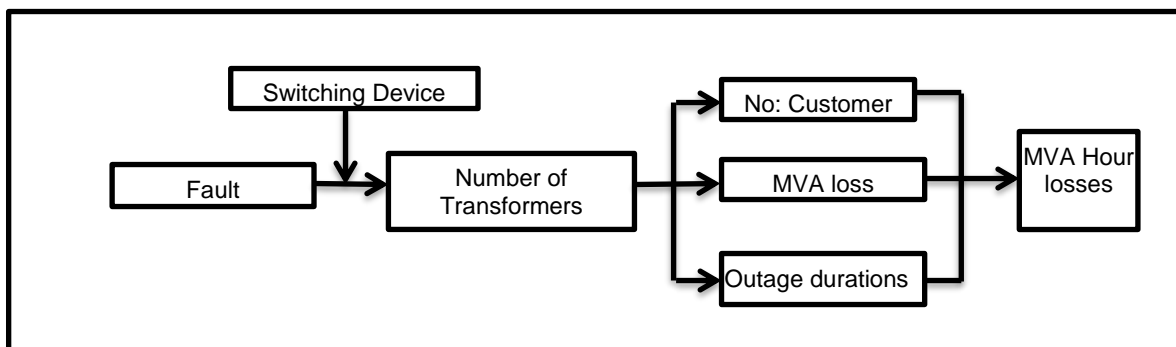 Switching Device
Fault
Number of
Transformers
No: Customer
MVA loss
Outage durations
MVA Hour
losses